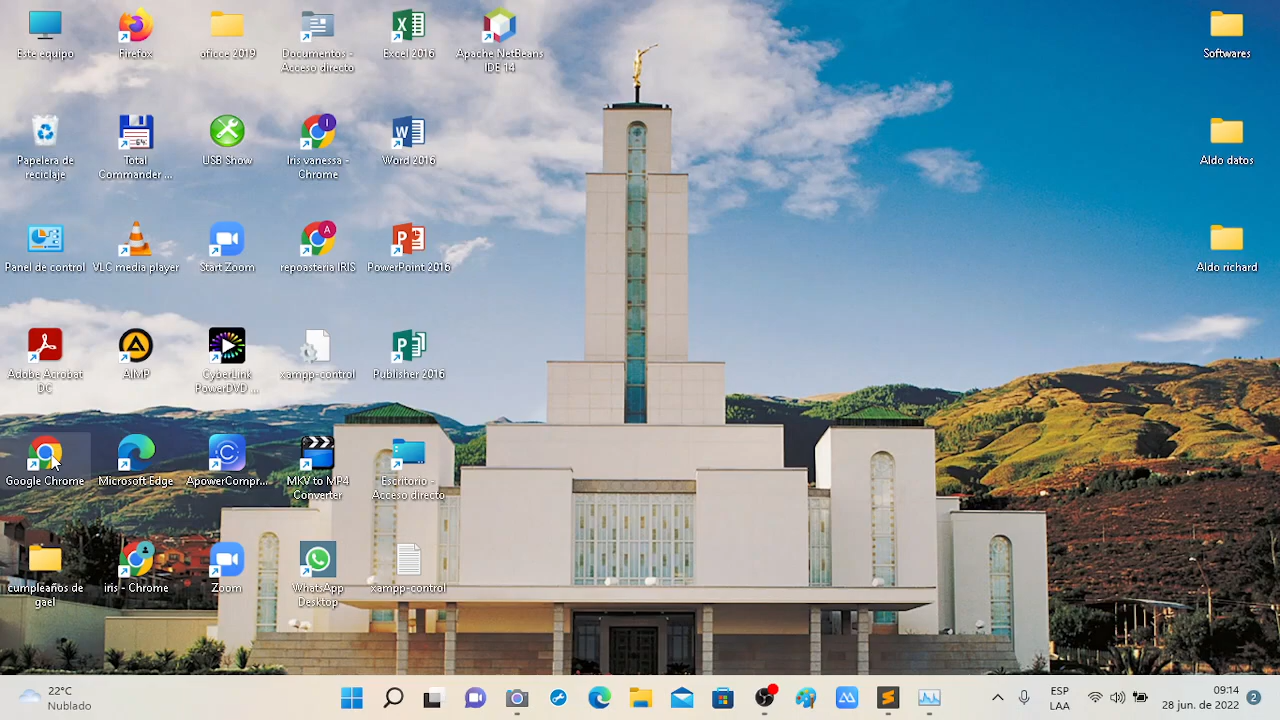 Este equipo
Firefox
oficce 2019
Documentos -
Acceso directo
Excel 2016
Apache NetBeans
IDE 14
Softwares
Papelera de
reciclaje
Total
Commander ...
USB Show
Iris vanessa -
Chrome
Word 2016
Aldo datos
Panel de control
VLC media player
Start Zoom
repoasteria IRIS
PowerPoint 2016
Aldo richard
Adobe Acrobat
DC
AIMP
CyberLink
PowerDVD ...
xampp-control
Publisher 2016
Google Chrome
Microsoft Edge
ApowerCompr...
MKV to MP4
Converter
Escritorio -
Acceso directo
cumpleaños de
gael
iris - Chrome
Zoom
WhatsApp
Desktop
xampp-control
22°C
Nublado
ESP
LAA
09:14
28 jun. de 2022
2